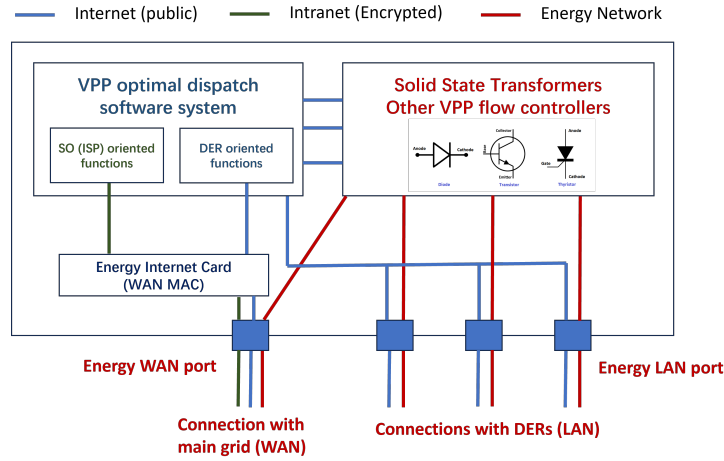 Internet (public)
Intranet (Encrypted)
Energy Network
VPP optimal dispatch
software system
SO (ISP) oriented
functions
DER oriented
functions
Solid State Transformers
Other VPP flow controllers
Anode
Cathode
Diode
Collector
Base
Emitter
Transistor
Anode
Gate
Cathode
Thyristor
Energy Internet Card
(WAN MAC)
Energy WAN port
Energy LAN port
Connection with
main grid (WAN)
Connections with DERs (LAN)